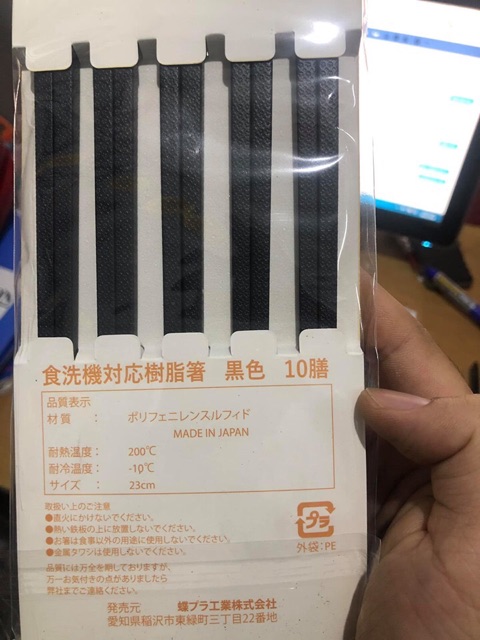 食洗機対応樹脂箸 黒色 10膳
品質表示
材質 : ポリフェニレンスルフィド
MADE IN JAPAN
耐熱温度: 200℃
耐冷温度: -10℃
サイズ : 23cm
取扱い上のご注意
●直火にかけないでください。
●熱い鉄板の上に放置しないでください。
●お箸は食事以外の用途に使用しないでください。
●金属タワシは使用しないでください。
プラ
外袋:PE
品質には万全を期しておりますが、
万一お気付きの点がありましたら
弊社までご連絡ください。
発売元 蝶プラ工業株式会社
愛知県稲沢市東緑町三丁目22番地